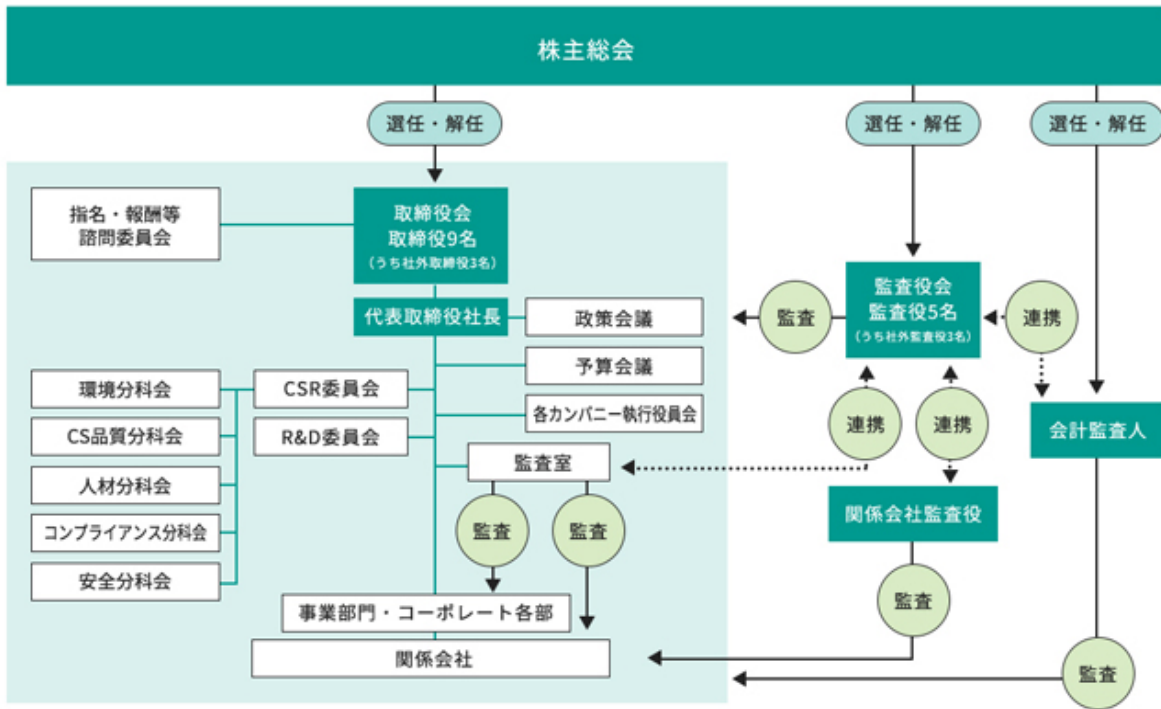 株主総会
選任・解任
選任・解任
選任・解任
指名・報酬等
諮問委員会
取締役会
取締役9名
(うち社外取締役3名)
監査役会
監査役5名
(うち社外監査役3名)
監査
連携
代表取締役社長
政策会議
予算会議
各カンパニー執行役員会
環境分科会
CSR委員会
CS品質分科会
R&D委員会
人材分科会
コンプライアンス分科会
安全分科会
監査室
連携
連携
会計監査人
関係会社監査役
監査
監査
監査
事業部門・コーポレート各部
関係会社
監査